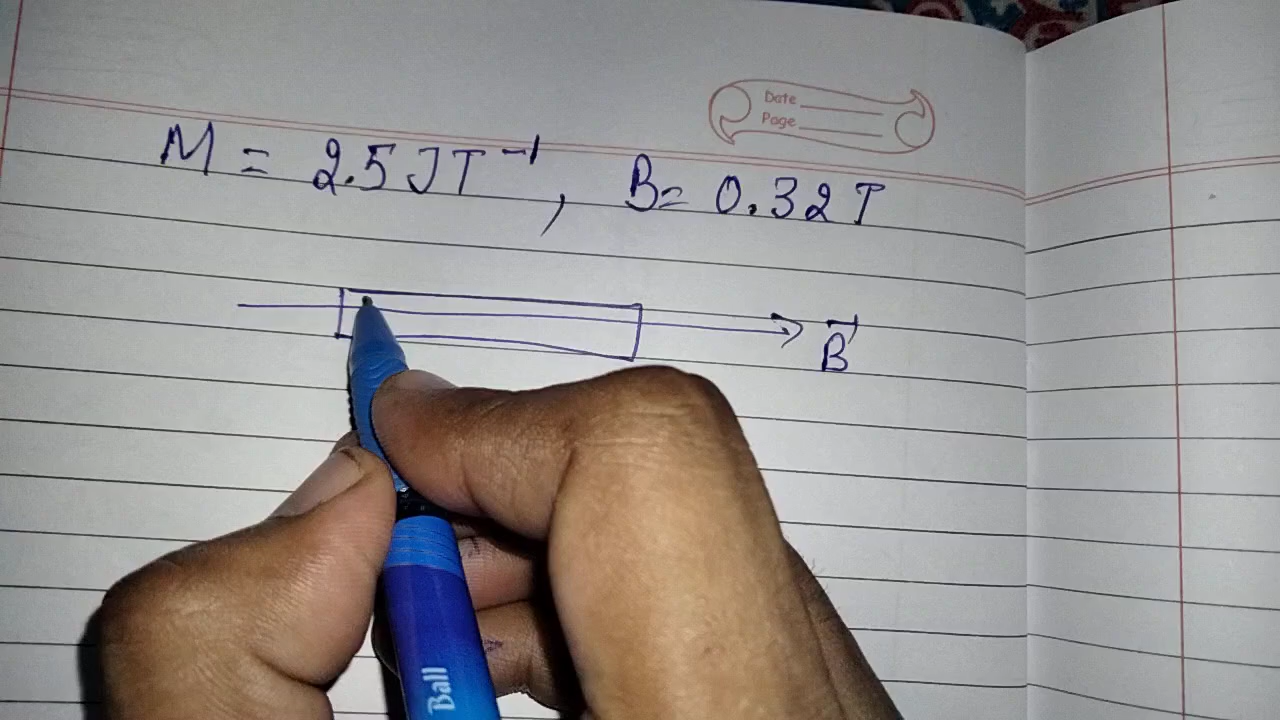 Date
Page
M = 2.5 JT⁻¹, B= 0.32 T
B⃗
Ball